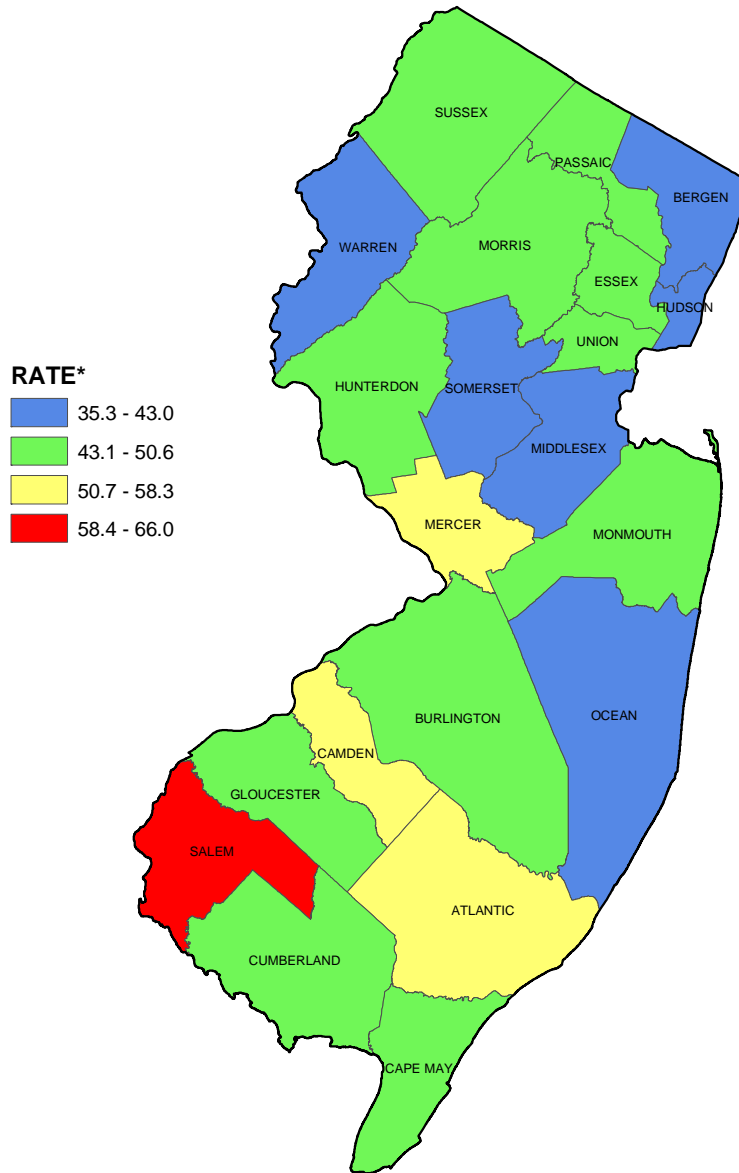 SUSSEX
PASSAIC
BERGEN
WARREN
MORRIS
ESSEX
HUDSON
UNION
RATE*
35.3 - 43.0
43.1 - 50.6
50.7 - 58.3
58.4 - 66.0
HUNTERDON
SOMERSET
MIDDLESEX
MERCER
MONMOUTH
BURLINGTON
OCEAN
CAMDEN
GLOUCESTER
SALEM
ATLANTIC
CUMBERLAND
CAPE MAY